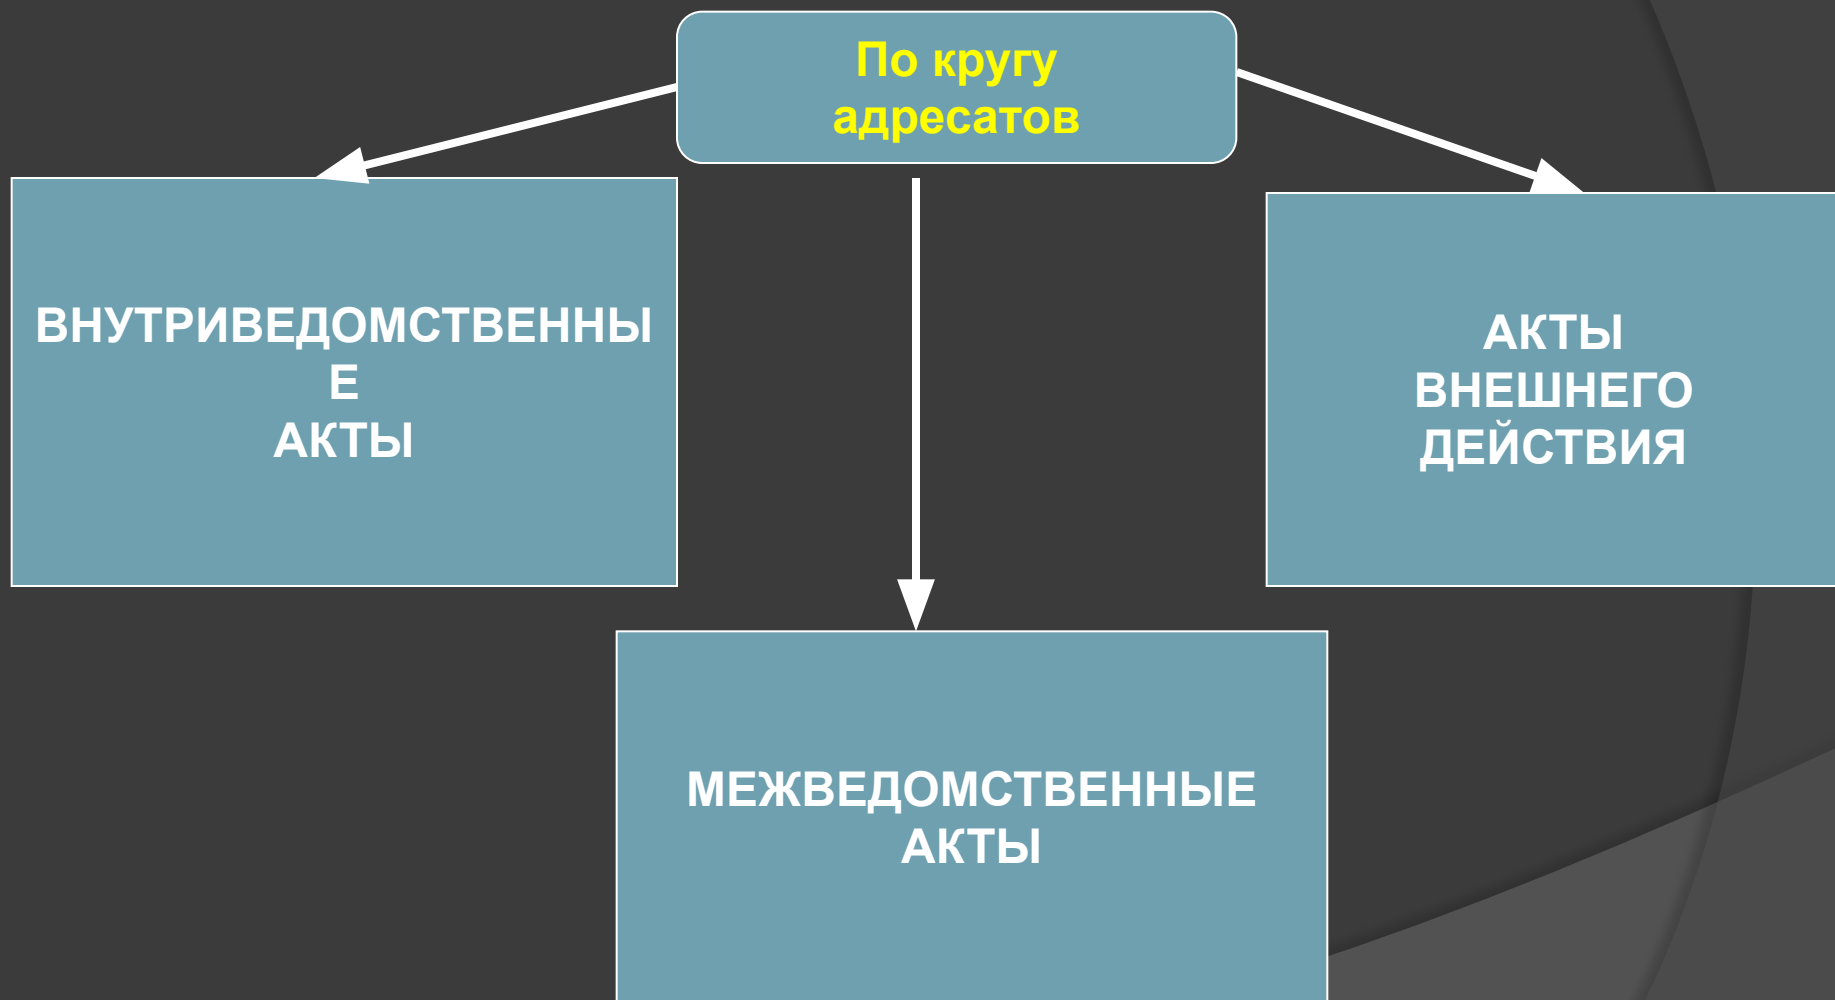 По кругу
адресатов
ВНУТРИВЕДОМСТВЕННЫ
Е
АКТЫ
АКТЫ
ВНЕШНЕГО
ДЕЙСТВИЯ
МЕЖВЕДОМСТВЕННЫЕ
АКТЫ